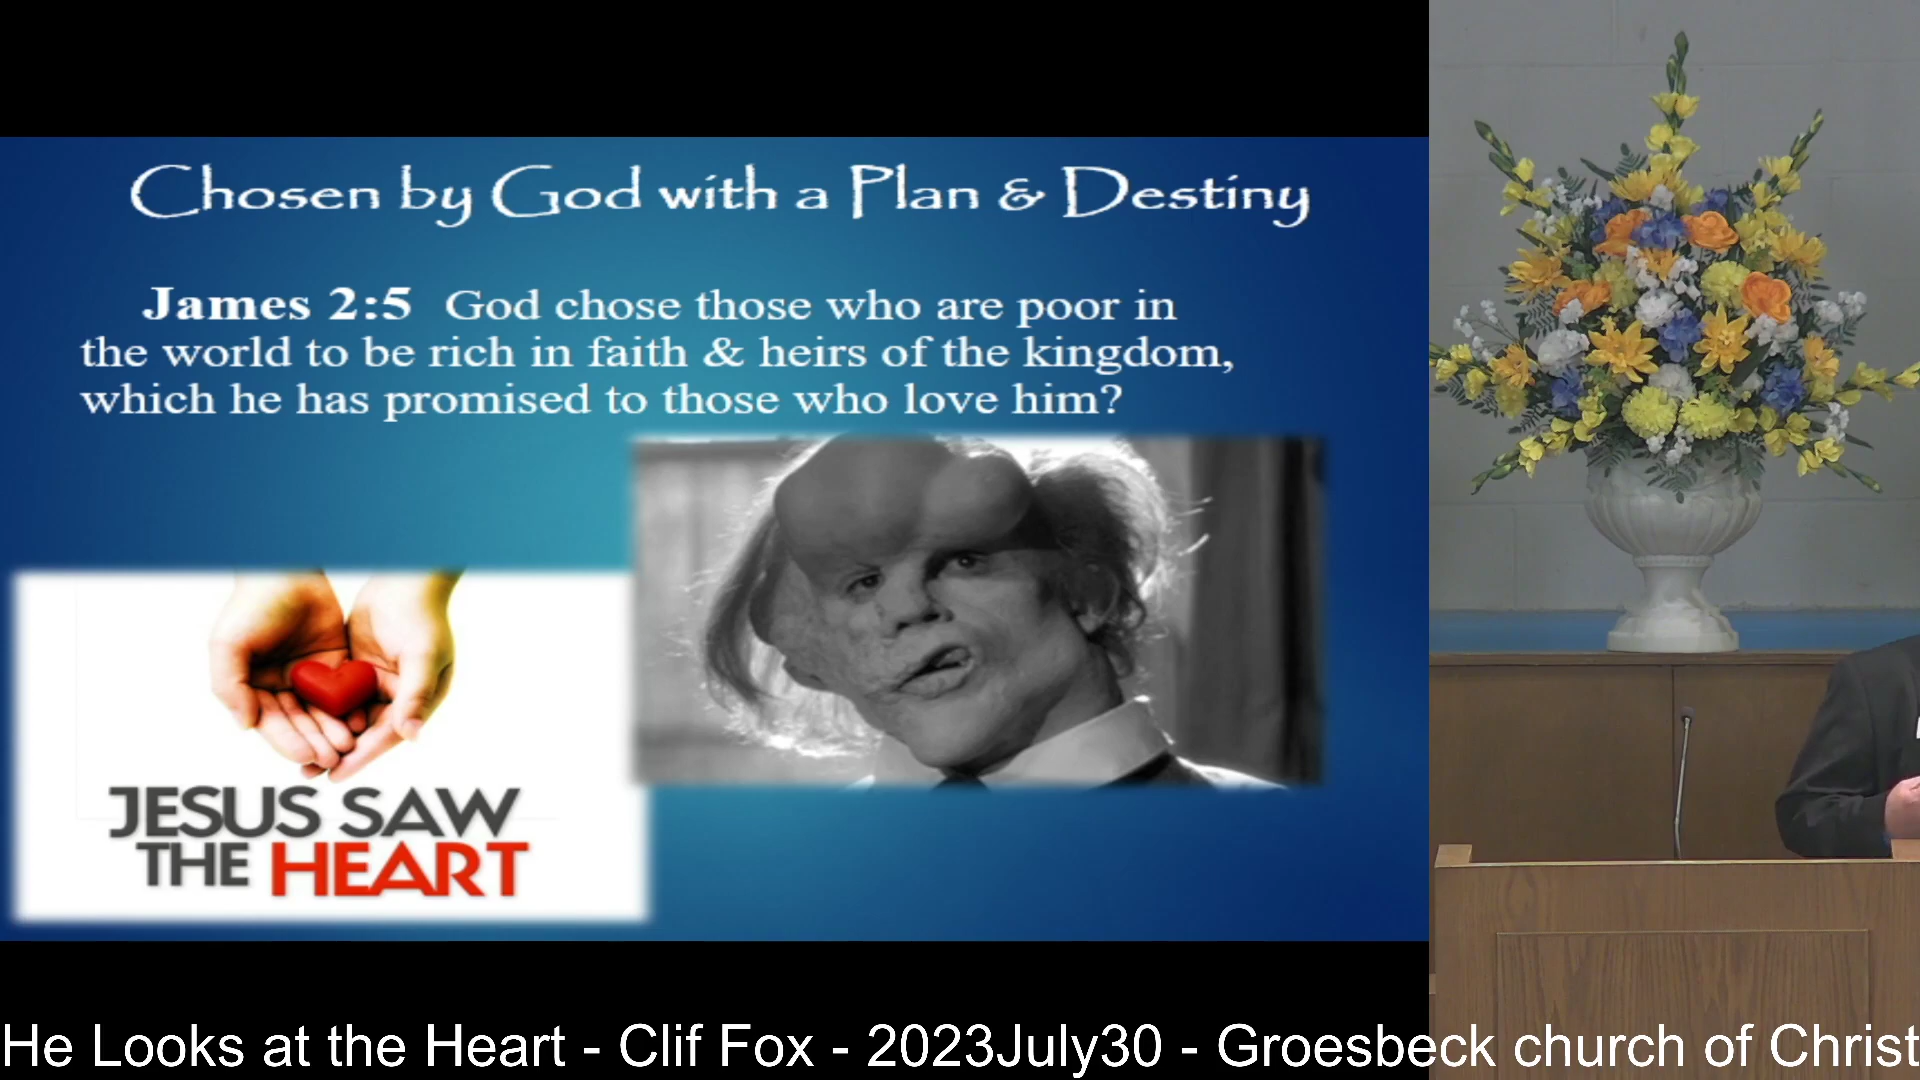 Chosen by God with a Plan & Destiny
James 2:5 God chose those who are poor in
the world to be rich in faith & heirs of the kingdom,
which he has promised to those who love him?
JESUS SAW
THE HEART
He Looks at the Heart - Clif Fox - 2023July30 - Groesbeck church of Christ